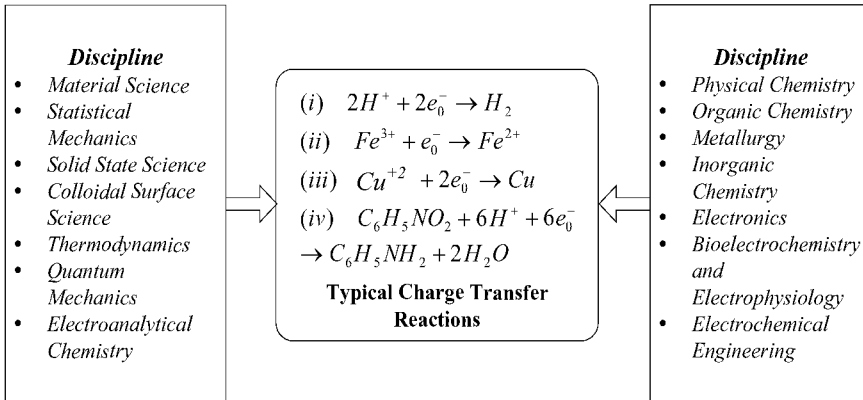 Discipline
• Material Science
• Statistical
Mechanics
• Solid State Science
• Colloidal Surface
Science
• Thermodynamics
• Quantum
Mechanics
• Electroanalytical
Chemistry
(i) 2H⁺ + 2e₀⁻ → H₂
(ii) Fe³⁺ + e₀⁻ → Fe²⁺
(iii) Cu⁺² + 2e₀⁻ → Cu
(iv) C₆H₅NO₂ + 6H⁺ + 6e₀⁻
→ C₆H₅NH₂ + 2H₂O
Typical Charge Transfer
Reactions
Discipline
• Physical Chemistry
• Organic Chemistry
• Metallurgy
• Inorganic
Chemistry
• Electronics
• Bioelectrochemistry
and
Electrophysiology
• Electrochemical
Engineering